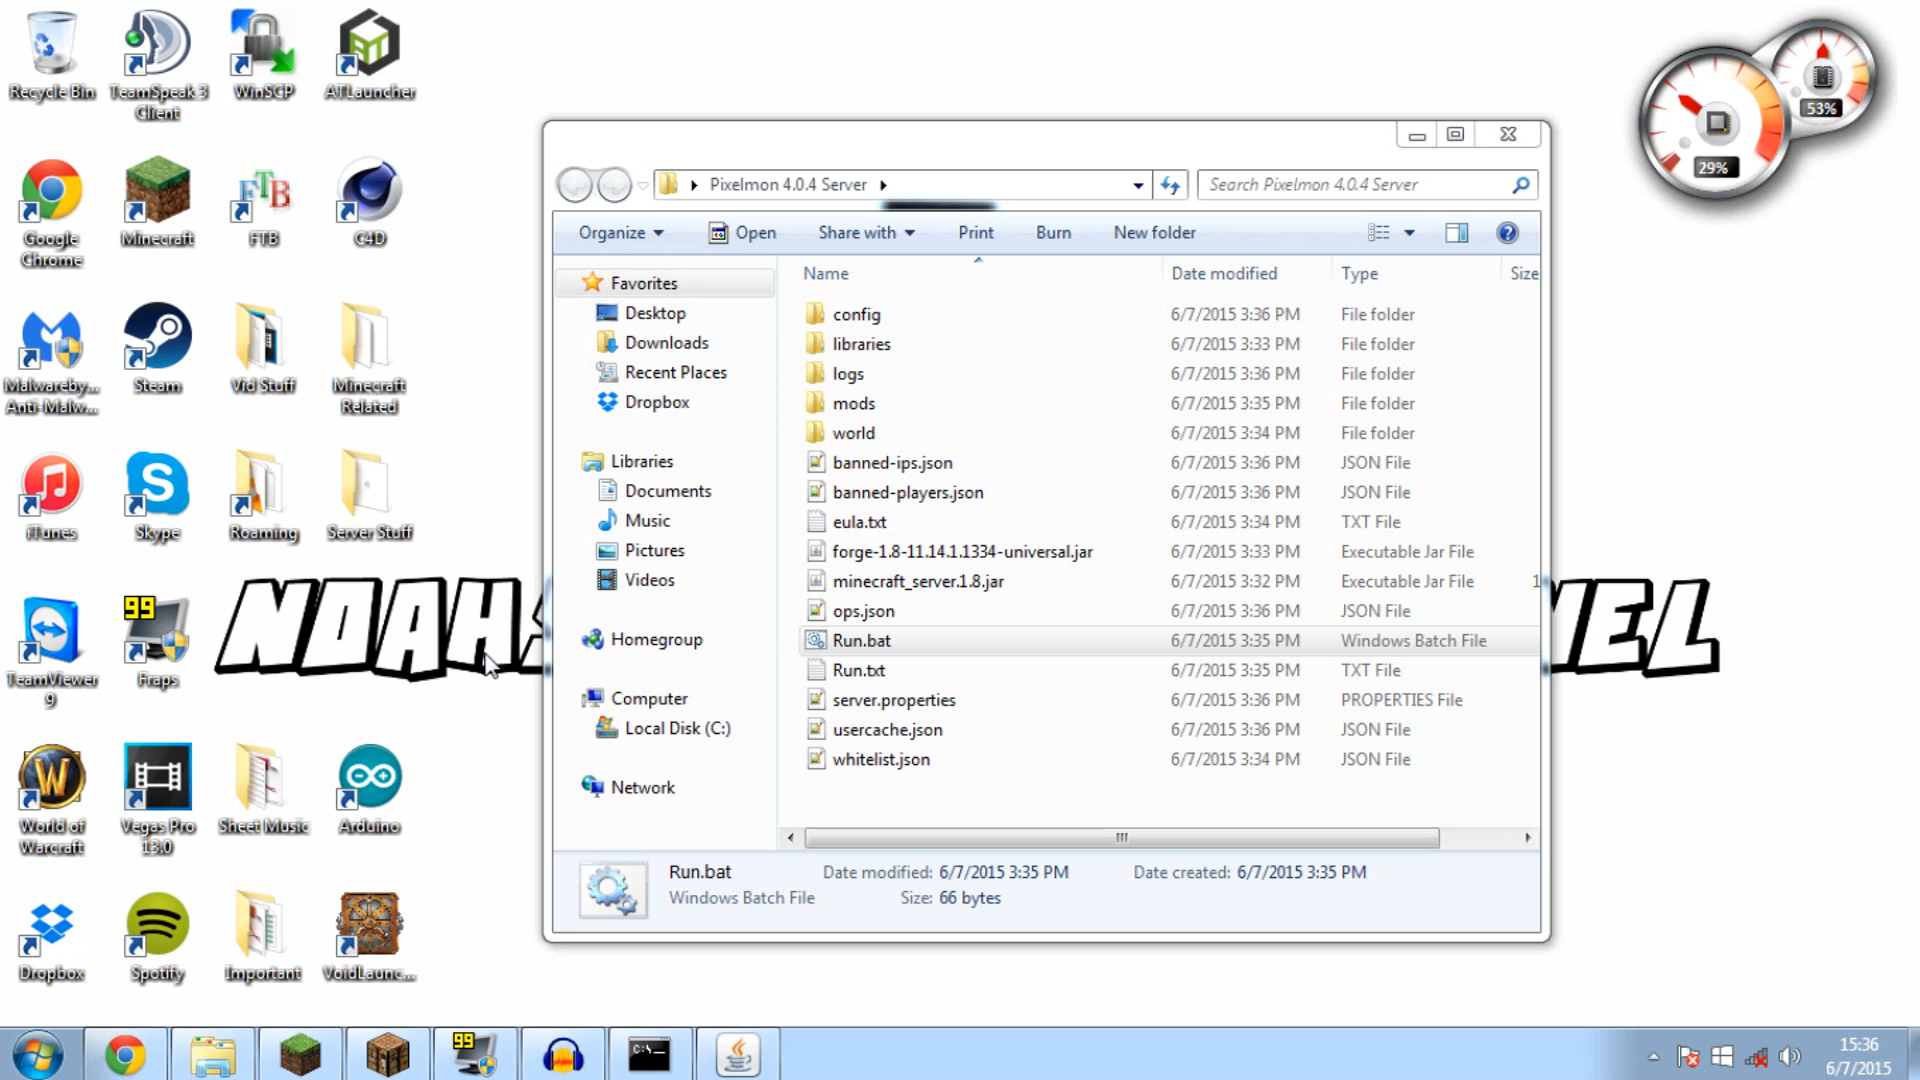 Recycle Bin
TeamSpeak 3
Client
WinSCP
ATLauncher
Google
Chrome
Minecraft
FTB
FTB
C4D
Malwareby...
Anti-Malw...
Steam
Vid Stuff
Minecraft
Related
iTunes
Skype
Roaming
Server Stuff
TeamViewer
9
99
Fraps
World of
Warcraft
Vegas Pro
13.0
Sheet Music
Arduino
Dropbox
Spotify
Important
VoidLaunc...
NOAHS
NEL
53%
29%
Pixelmon 4.0.4 Server
Search Pixelmon 4.0.4 Server
Organize
Open
Share with
Print
Burn
New folder
Favorites
Desktop
Downloads
Recent Places
Dropbox
Libraries
Documents
Music
Pictures
Videos
Homegroup
Computer
Local Disk (C:)
Network
Name Date modified Type Size
config 6/7/2015 3:36 PM File folder
libraries 6/7/2015 3:33 PM File folder
logs 6/7/2015 3:36 PM File folder
mods 6/7/2015 3:35 PM File folder
world 6/7/2015 3:34 PM File folder
banned-ips.json 6/7/2015 3:36 PM JSON File
banned-players.json 6/7/2015 3:36 PM JSON File
eula.txt 6/7/2015 3:34 PM TXT File
forge-1.8-11.14.1.1334-universal.jar 6/7/2015 3:33 PM Executable Jar File
minecraft_server.1.8.jar 6/7/2015 3:32 PM Executable Jar File 1
ops.json 6/7/2015 3:36 PM JSON File
Run.bat 6/7/2015 3:35 PM Windows Batch File
Run.txt 6/7/2015 3:35 PM TXT File
server.properties 6/7/2015 3:36 PM PROPERTIES File
usercache.json 6/7/2015 3:36 PM JSON File
whitelist.json 6/7/2015 3:34 PM JSON File
Run.bat Date modified: 6/7/2015 3:35 PM Date created: 6/7/2015 3:35 PM
Windows Batch File Size: 66 bytes
99
C:\
15:36
6/7/2015